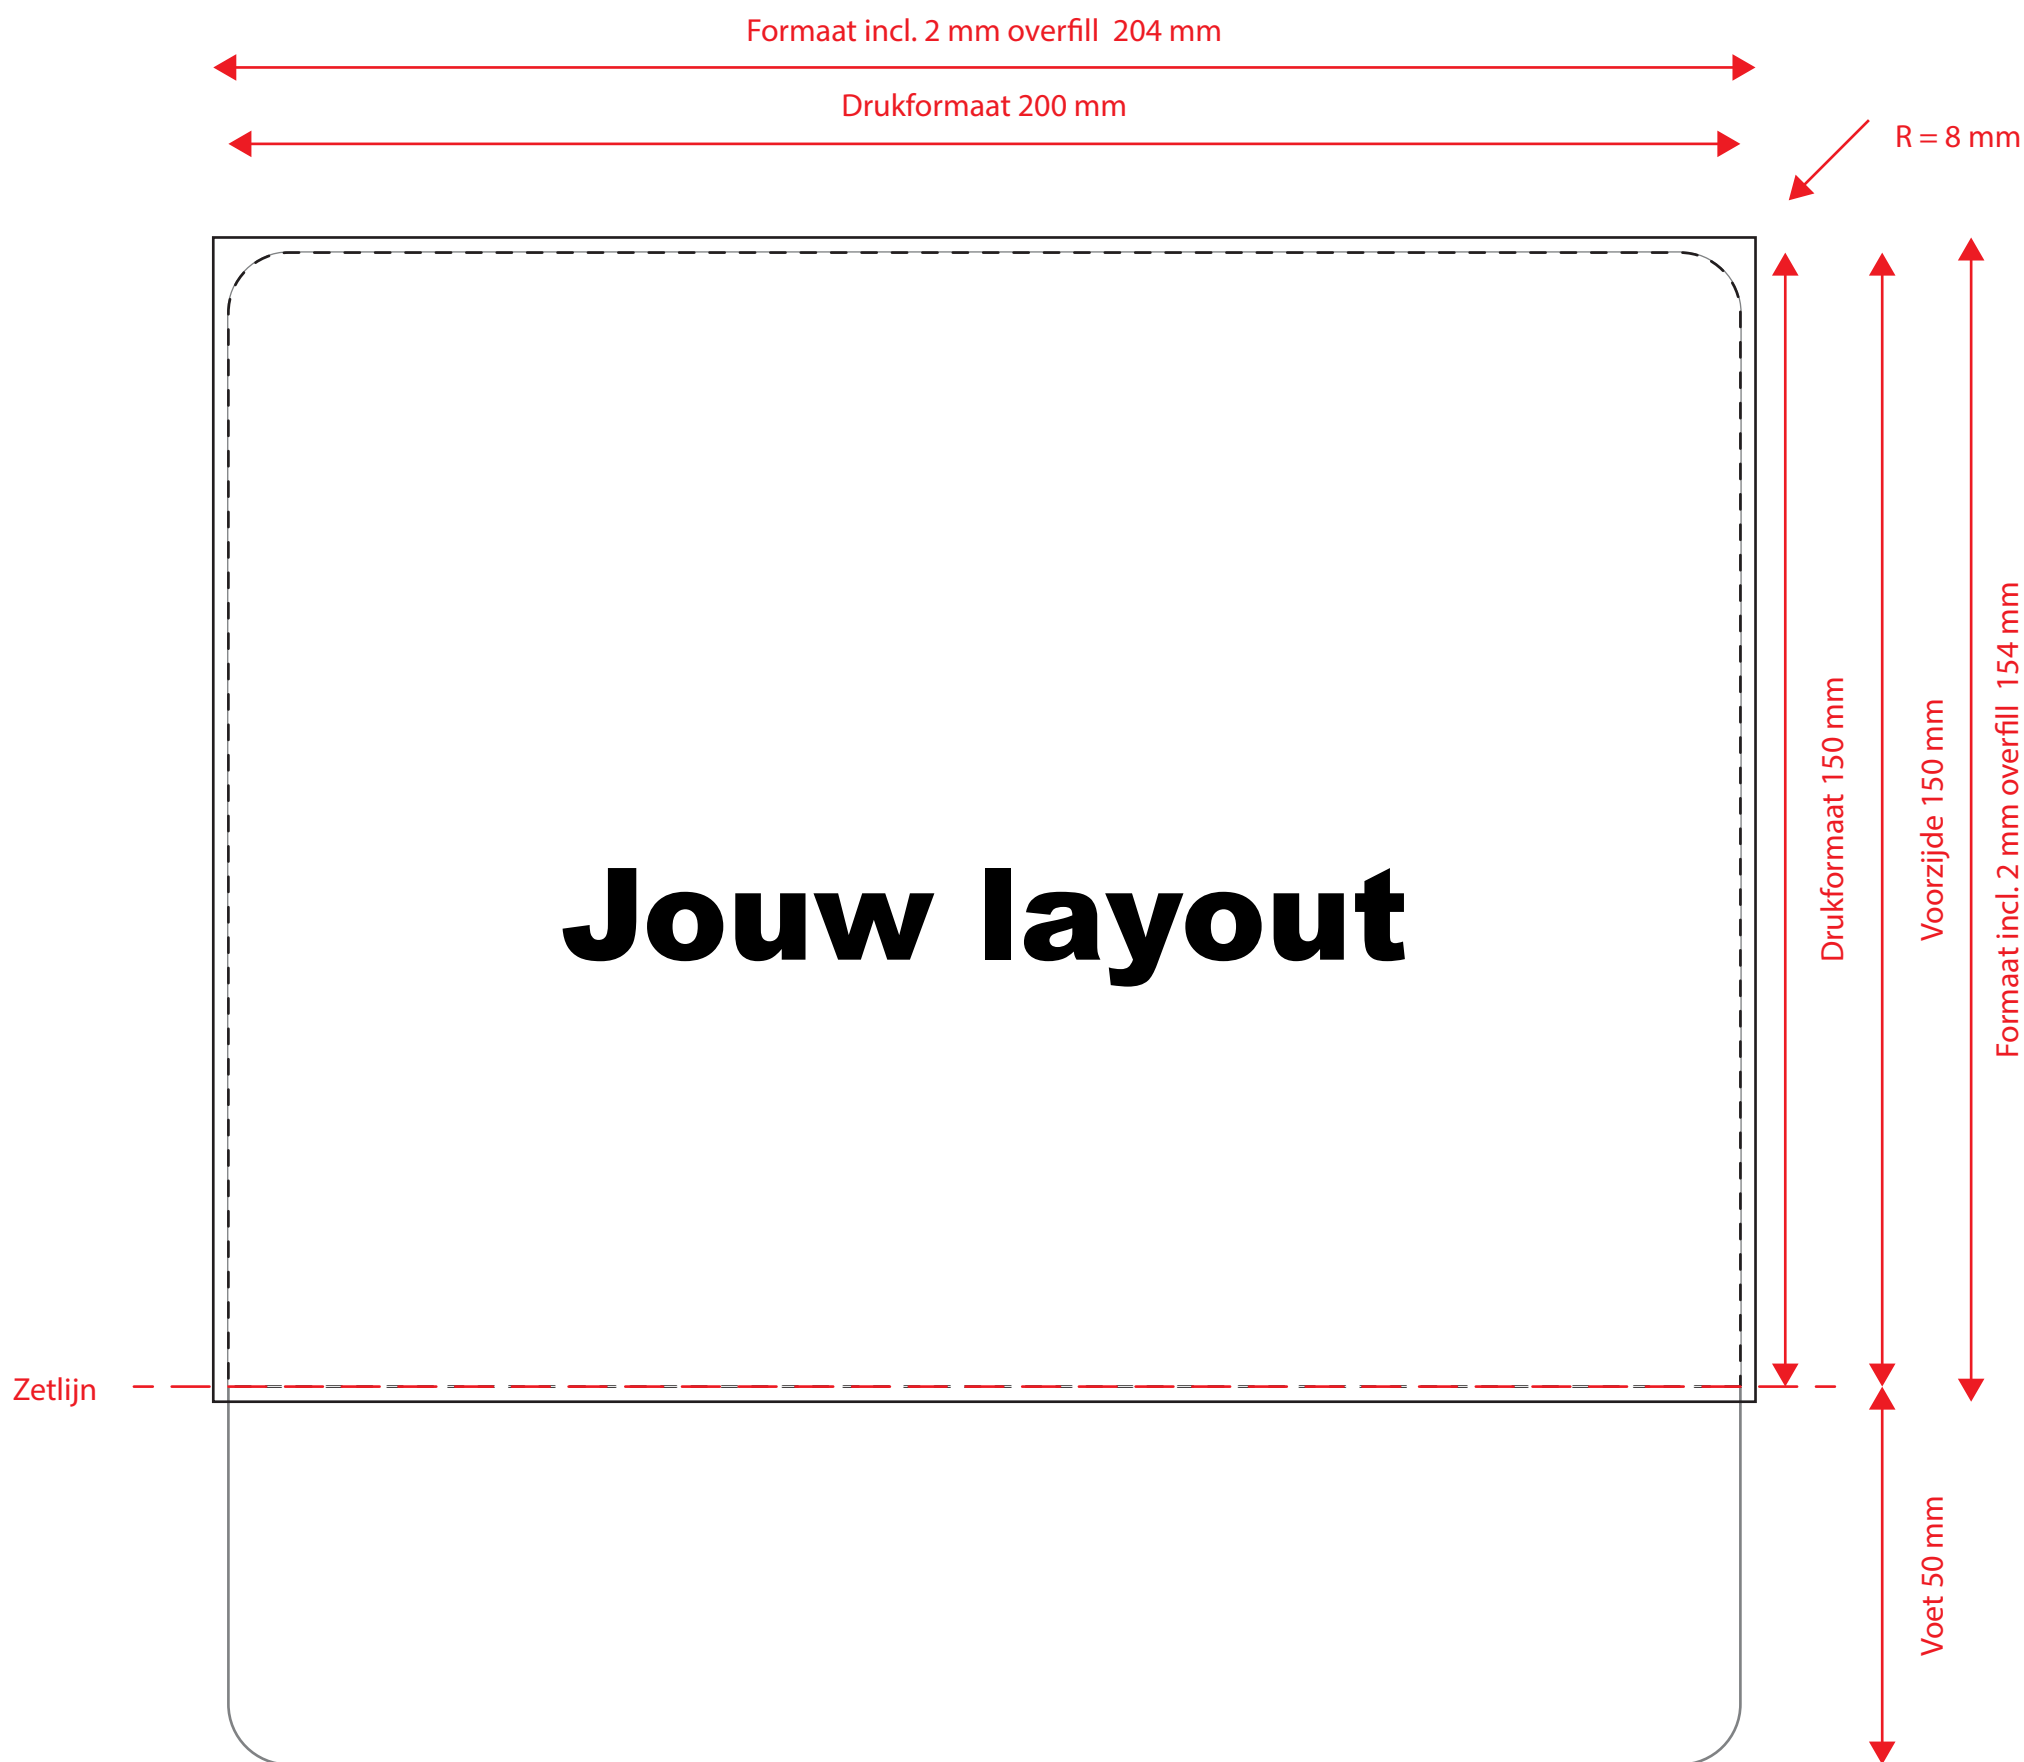 Formaat incl. 2 mm overfill  204 mm
Drukformaat 200 mm
R = 8 mm
Drukformaat 150 mm
Voorzijde 150 mm
Formaat incl. 2 mm overfill  154 mm
Jouw layout
Zetlijn
Voet 50 mm